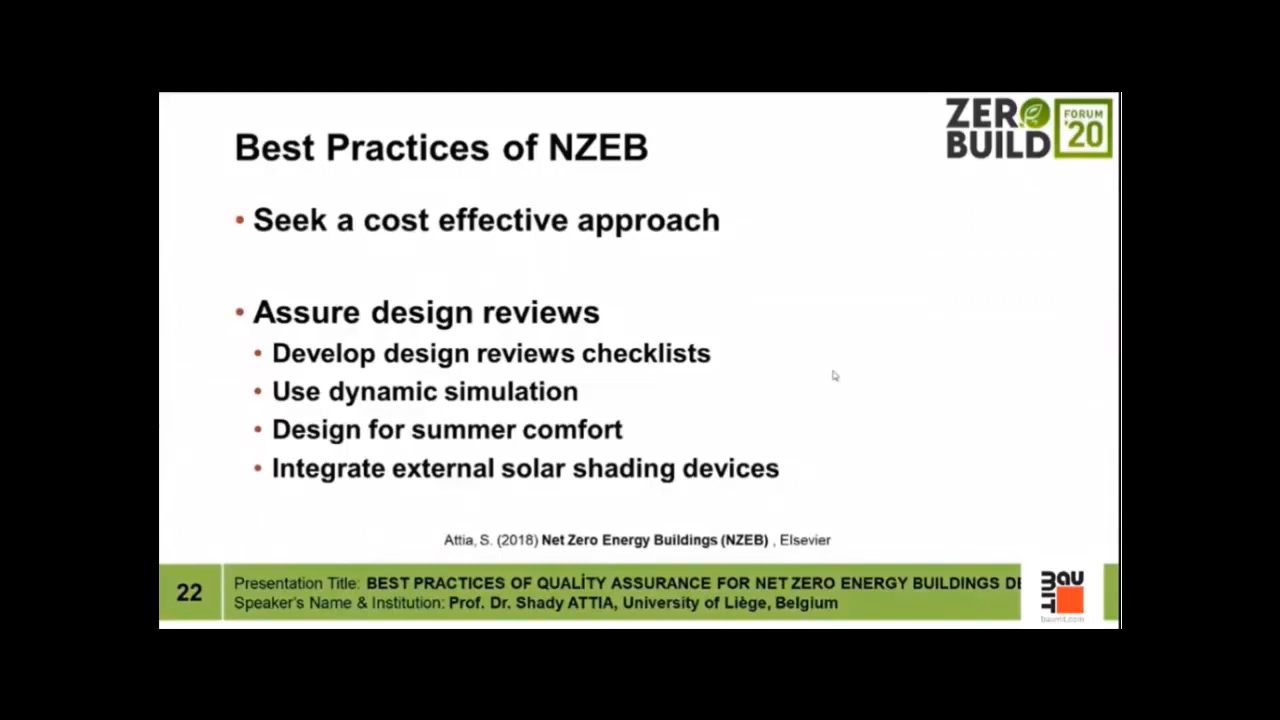 ZERO BUILD FORUM '20
Best Practices of NZEB
• Seek a cost effective approach
• Assure design reviews
• Develop design reviews checklists
• Use dynamic simulation
• Design for summer comfort
• Integrate external solar shading devices
Attia, S. (2018) Net Zero Energy Buildings (NZEB) , Elsevier
22
Presentation Title: BEST PRACTICES OF QUALİTY ASSURANCE FOR NET ZERO ENERGY BUILDINGS DE
Speaker's Name & Institution: Prof. Dr. Shady ATTIA, University of Liège, Belgium
bauMIT
baumit.com